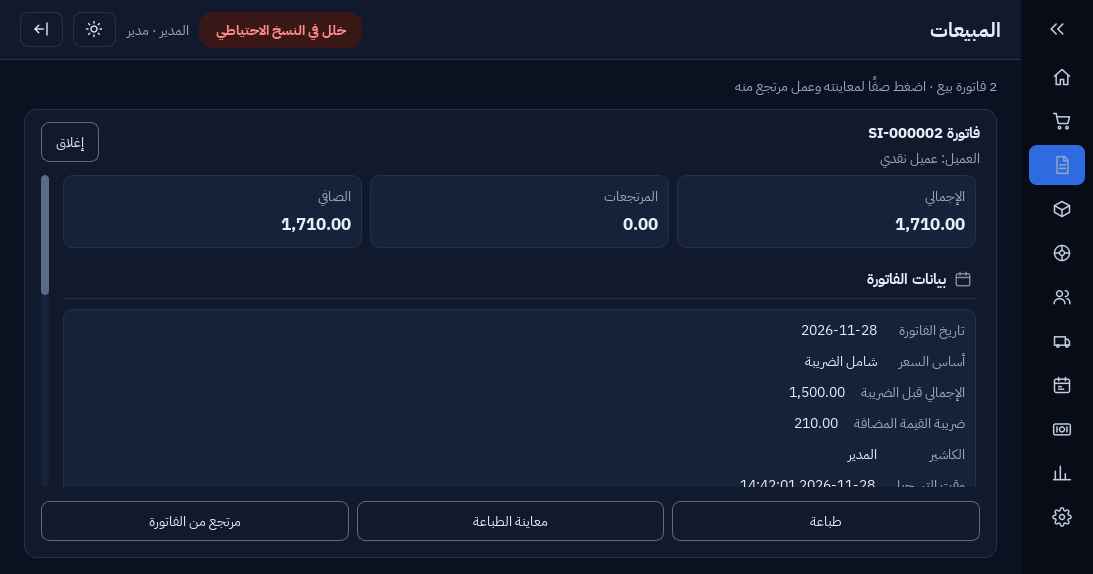 المبيعات
خلل في النسخ الاحتياطي
المدير · مدير
2 فاتورة بيع · اضغط صفًا لمعاينته وعمل مرتجع منه
فاتورة SI-000002
إغلاق
العميل: عميل نقدي
الإجمالي
1,710.00
المرتجعات
0.00
الصافي
1,710.00
بيانات الفاتورة
تاريخ الفاتورة 2026-11-28
أساس السعر شامل الضريبة
الإجمالي قبل الضريبة 1,500.00
ضريبة القيمة المضافة 210.00
الكاشير المدير
وقت التسجيل 2026-11-28 14:42:01
طباعة
معاينة الطباعة
مرتجع من الفاتورة